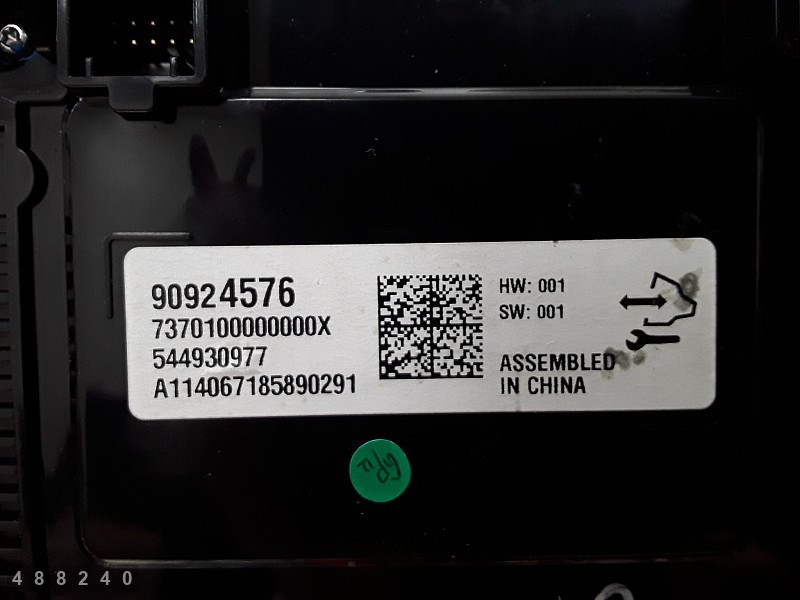 90924576
7370100000000X
544930977
A114067185890291
HW: 001
SW: 001
ASSEMBLED
IN CHINA
488240